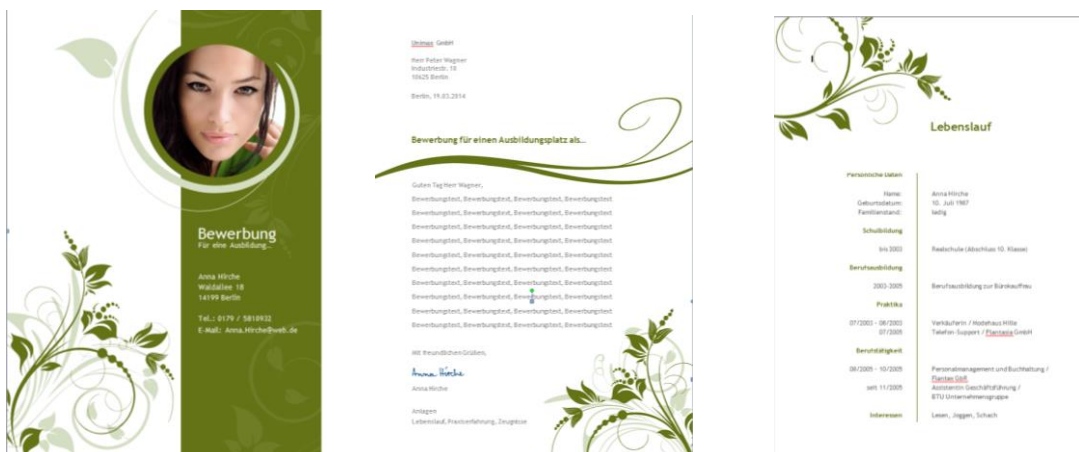 Bewerbung
Für eine Ausbildung...
Anna Hirche
Waldallee 18
14199 Berlin
Tel.: 0179 / 5810932
E-Mail: Anna.Hirche@web.de
Unimax GmbH
Herr Peter Wagner
Industriestr. 10
10625 Berlin
Berlin, 19.03.2014
Bewerbung für einen Ausbildungsplatz als...
Guten Tag Herr Wagner,
Bewerbungstext, Bewerbungstext, Bewerbungstext, Bewerbungstext
Bewerbungstext, Bewerbungstext, Bewerbungstext, Bewerbungstext
Bewerbungstext, Bewerbungstext, Bewerbungstext, Bewerbungstext
Bewerbungstext, Bewerbungstext, Bewerbungstext, Bewerbungstext
Bewerbungstext, Bewerbungstext, Bewerbungstext, Bewerbungstext
Bewerbungstext, Bewerbungstext, Bewerbungstext, Bewerbungstext
Bewerbungstext, Bewerbungstext, Bewerbungstext, Bewerbungstext
Bewerbungstext, Bewerbungstext, Bewerbungstext, Bewerbungstext
Bewerbungstext, Bewerbungstext, Bewerbungstext, Bewerbungstext
Bewerbungstext, Bewerbungstext, Bewerbungstext, Bewerbungstext
Mit freundlichen Grüßen,
Anna Hirche
Anna Hirche
Anlagen
Lebenslauf, Praxiserfahrung, Zeugnisse
Lebenslauf
Persönliche Daten
Name: Anna Hirche
Geburtsdatum: 10. Juli 1987
Familienstand: ledig
Schulbildung
bis 2003 Realschule (Abschluss 10. Klasse)
Berufsausbildung
2003-2005 Berufsausbildung zur Bürokauffrau
Praktika
07/2003 - 08/2003 Verkäuferin / Modehaus Hille
07/2005 Telefon-Support / Plantasia GmbH
Berufstätigkeit
08/2005 - 10/2005 Personalmanagement und Buchhaltung /
Plantas GbR
seit 11/2005 Assistentin Geschäftsführung /
BTU Unternehmensgruppe
Interessen Lesen, Joggen, Schach